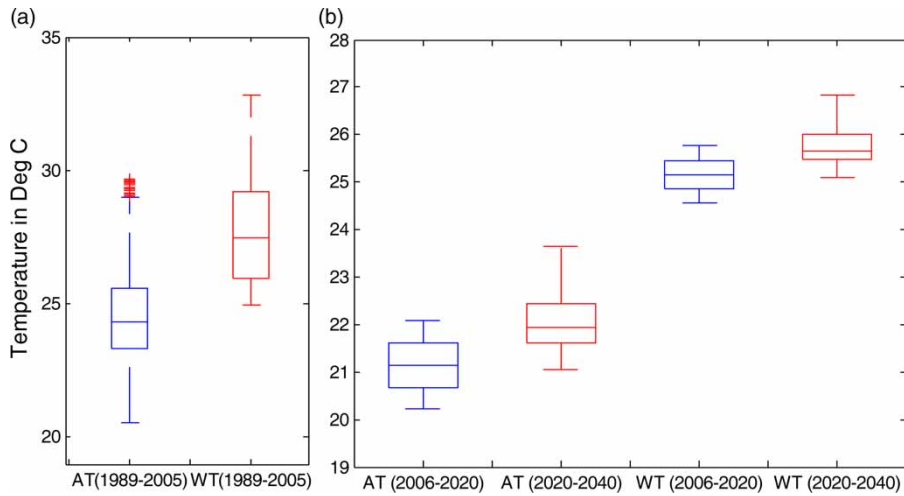 (a)
Temperature in Deg C
35
30
25
20
AT(1989-2005) WT(1989-2005)
(b)
28
27
26
25
24
23
22
21
20
19
AT (2006-2020) AT (2020-2040) WT (2006-2020) WT (2020-2040)